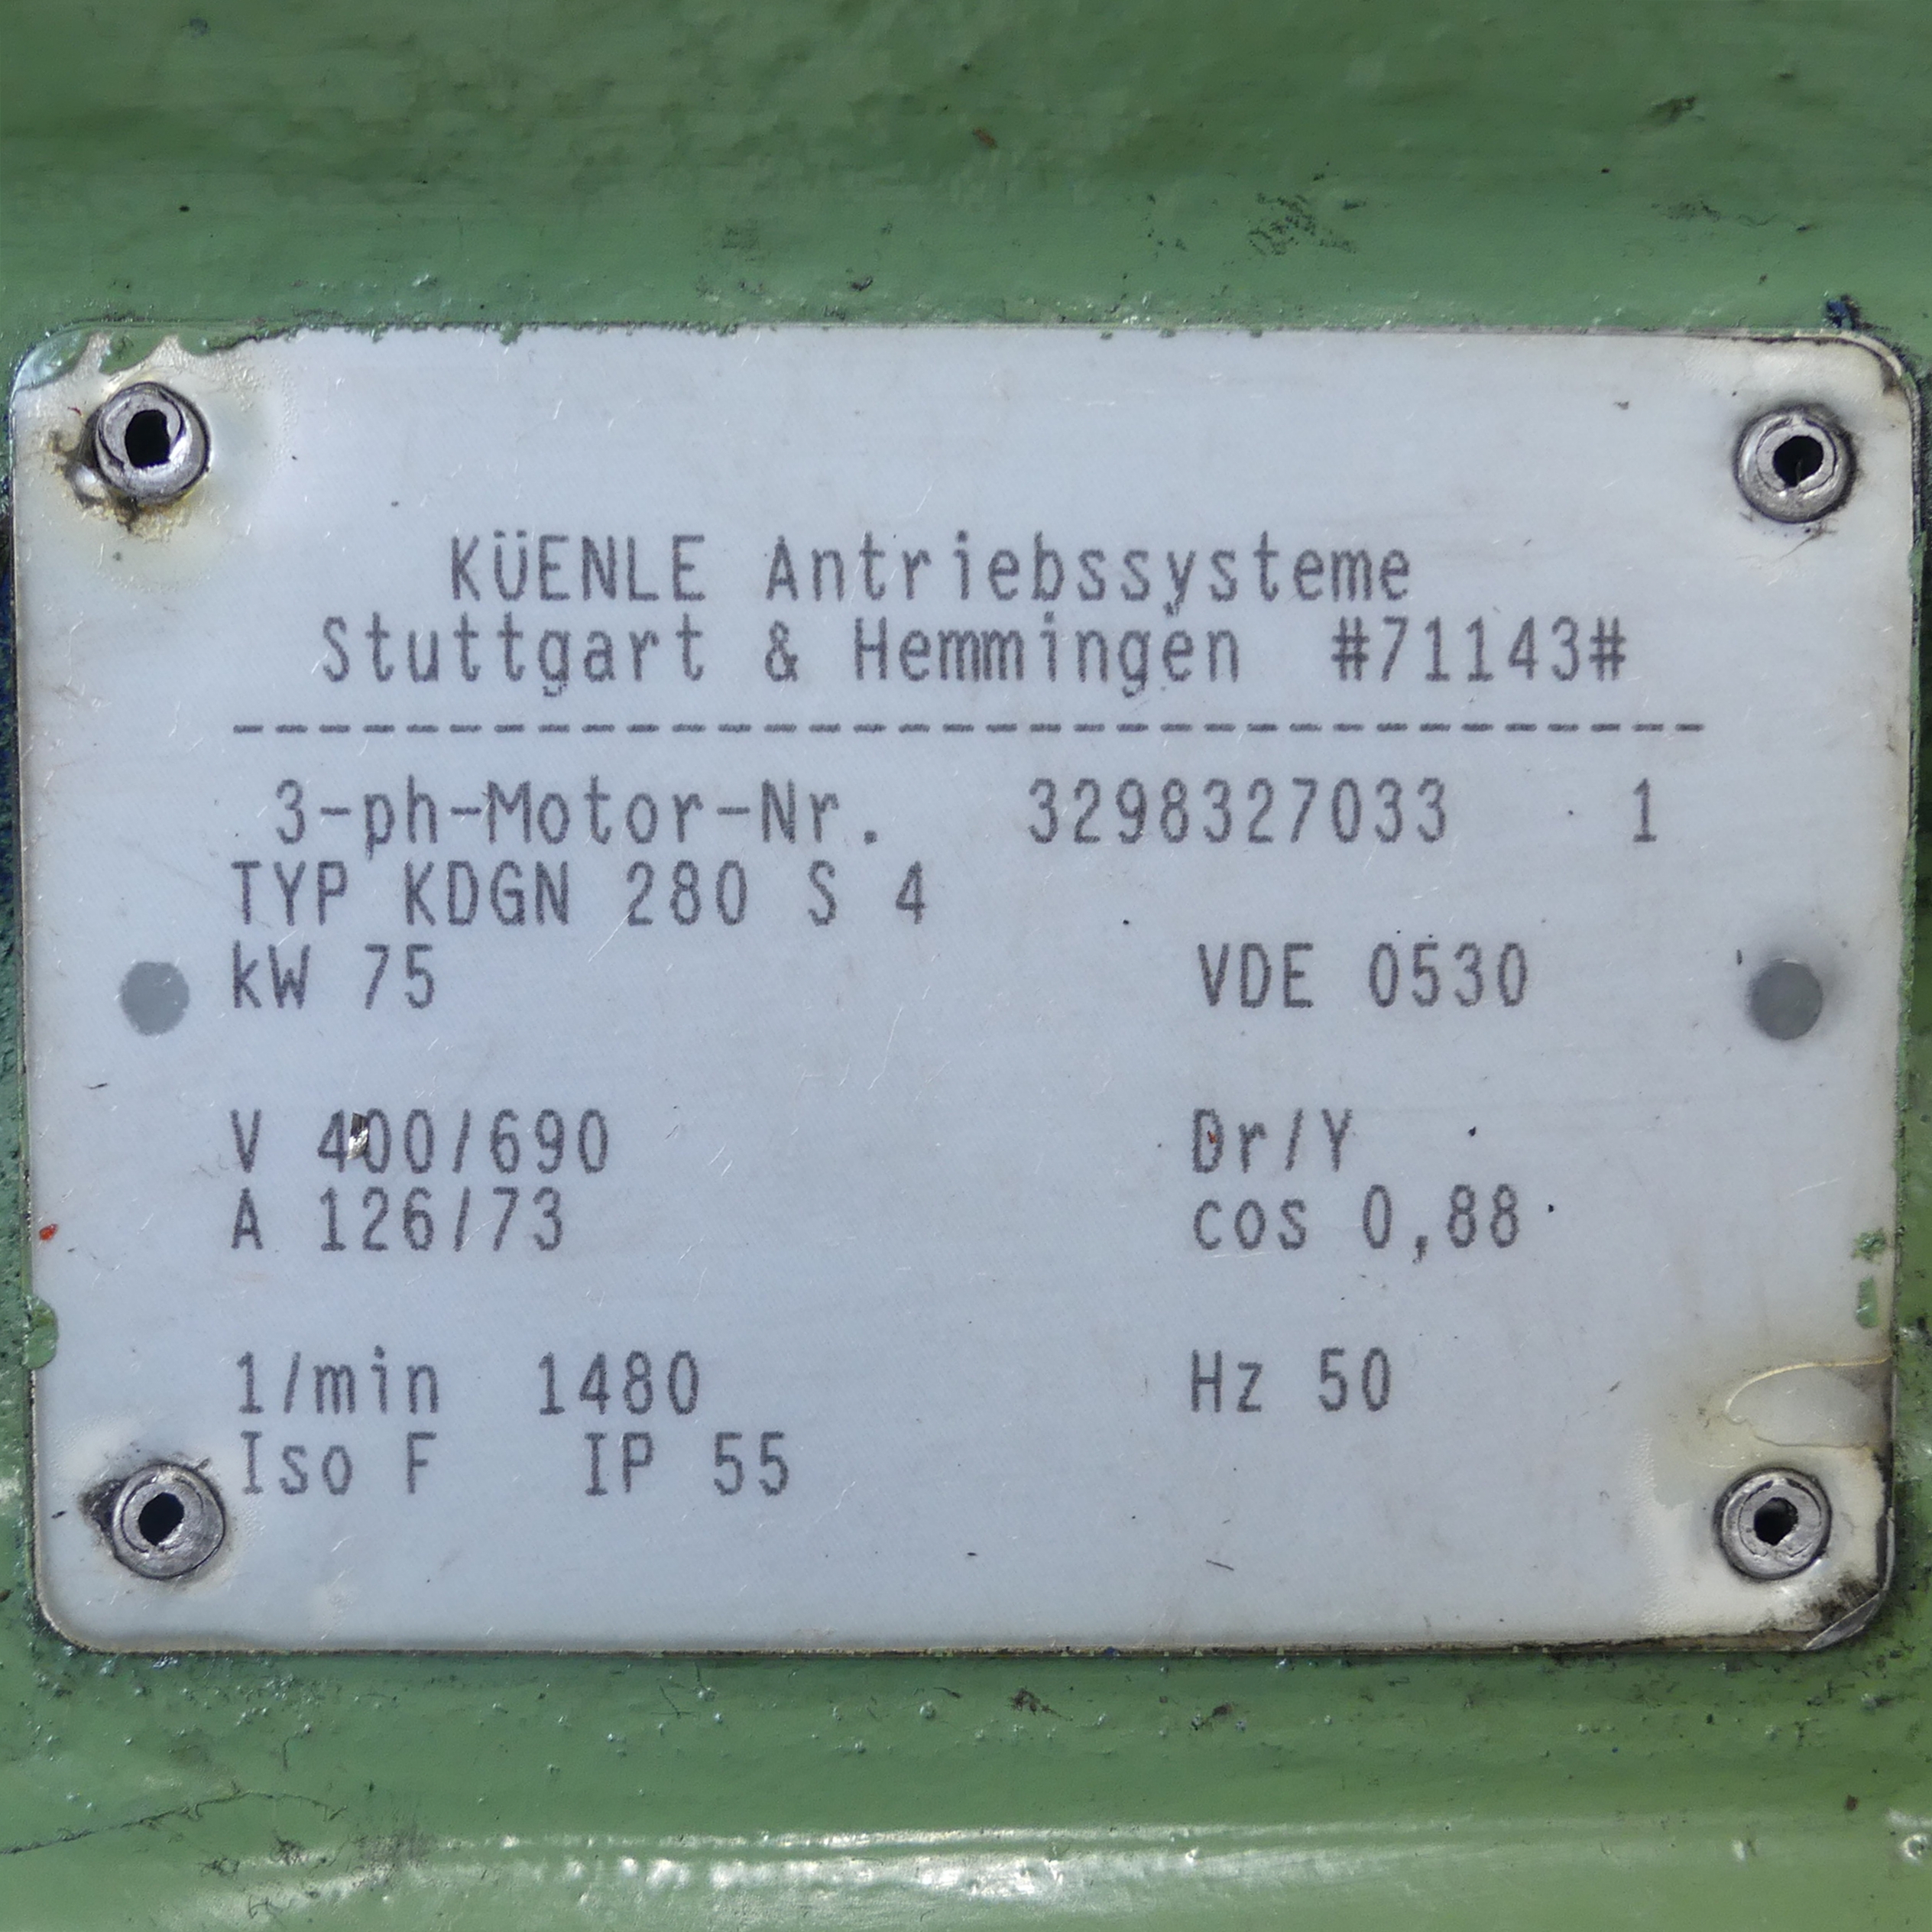 KÜENLE Antriebssysteme
Stuttgart & Hemmingen #71143#
-----------------------------------
3-ph-Motor-Nr. 3298327033 1
TYP KDGN 280 S 4
kW 75 VDE 0530
V 400/690 Dr/Y
A 126/73 cos 0,88
1/min 1480 Hz 50
Iso F IP 55